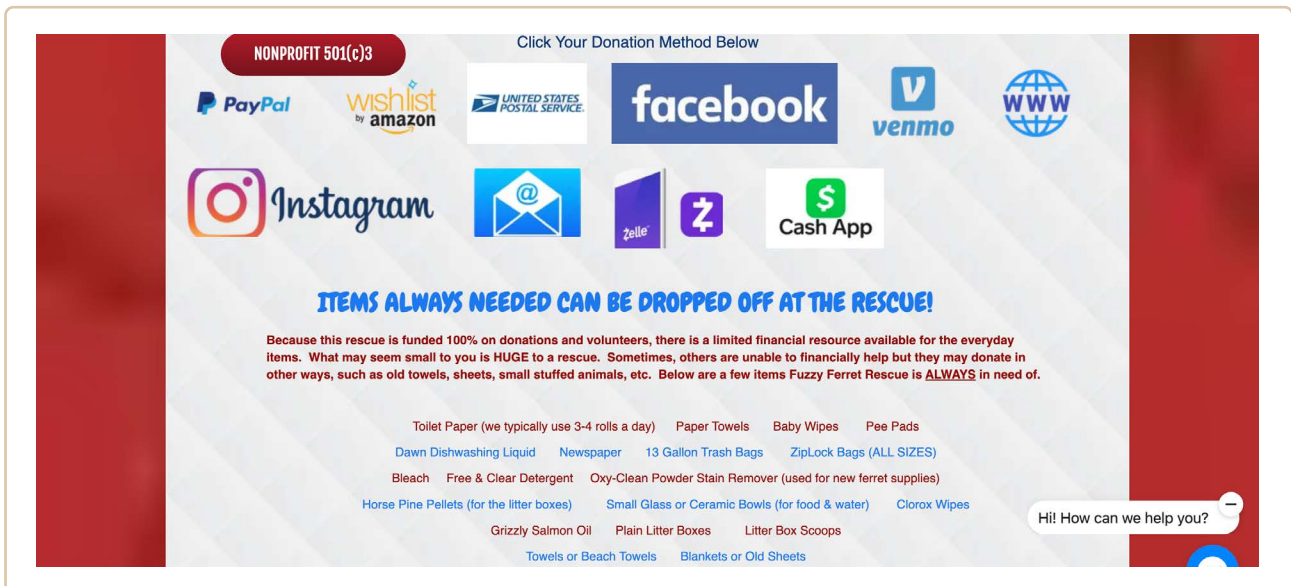 NONPROFIT 501(c)3
Click Your Donation Method Below
PayPal
wishlist
by amazon
UNITED STATES
POSTAL SERVICE.
facebook
V
venmo
WWW
Instagram
@
Zelle
Z
$
Cash App
ITEMS ALWAYS NEEDED CAN BE DROPPED OFF AT THE RESCUE!
Because this rescue is funded 100% on donations and volunteers, there is a limited financial resource available for the everyday
items. What may seem small to you is HUGE to a rescue. Sometimes, others are unable to financially help but they may donate in
other ways, such as old towels, sheets, small stuffed animals, etc. Below are a few items Fuzzy Ferret Rescue is ALWAYS in need of.
Toilet Paper (we typically use 3-4 rolls a day) Paper Towels Baby Wipes Pee Pads
Dawn Dishwashing Liquid Newspaper 13 Gallon Trash Bags ZipLock Bags (ALL SIZES)
Bleach Free & Clear Detergent Oxy-Clean Powder Stain Remover (used for new ferret supplies)
Horse Pine Pellets (for the litter boxes) Small Glass or Ceramic Bowls (for food & water) Clorox Wipes
Grizzly Salmon Oil Plain Litter Boxes Litter Box Scoops
Towels or Beach Towels Blankets or Old Sheets
Hi! How can we help you?